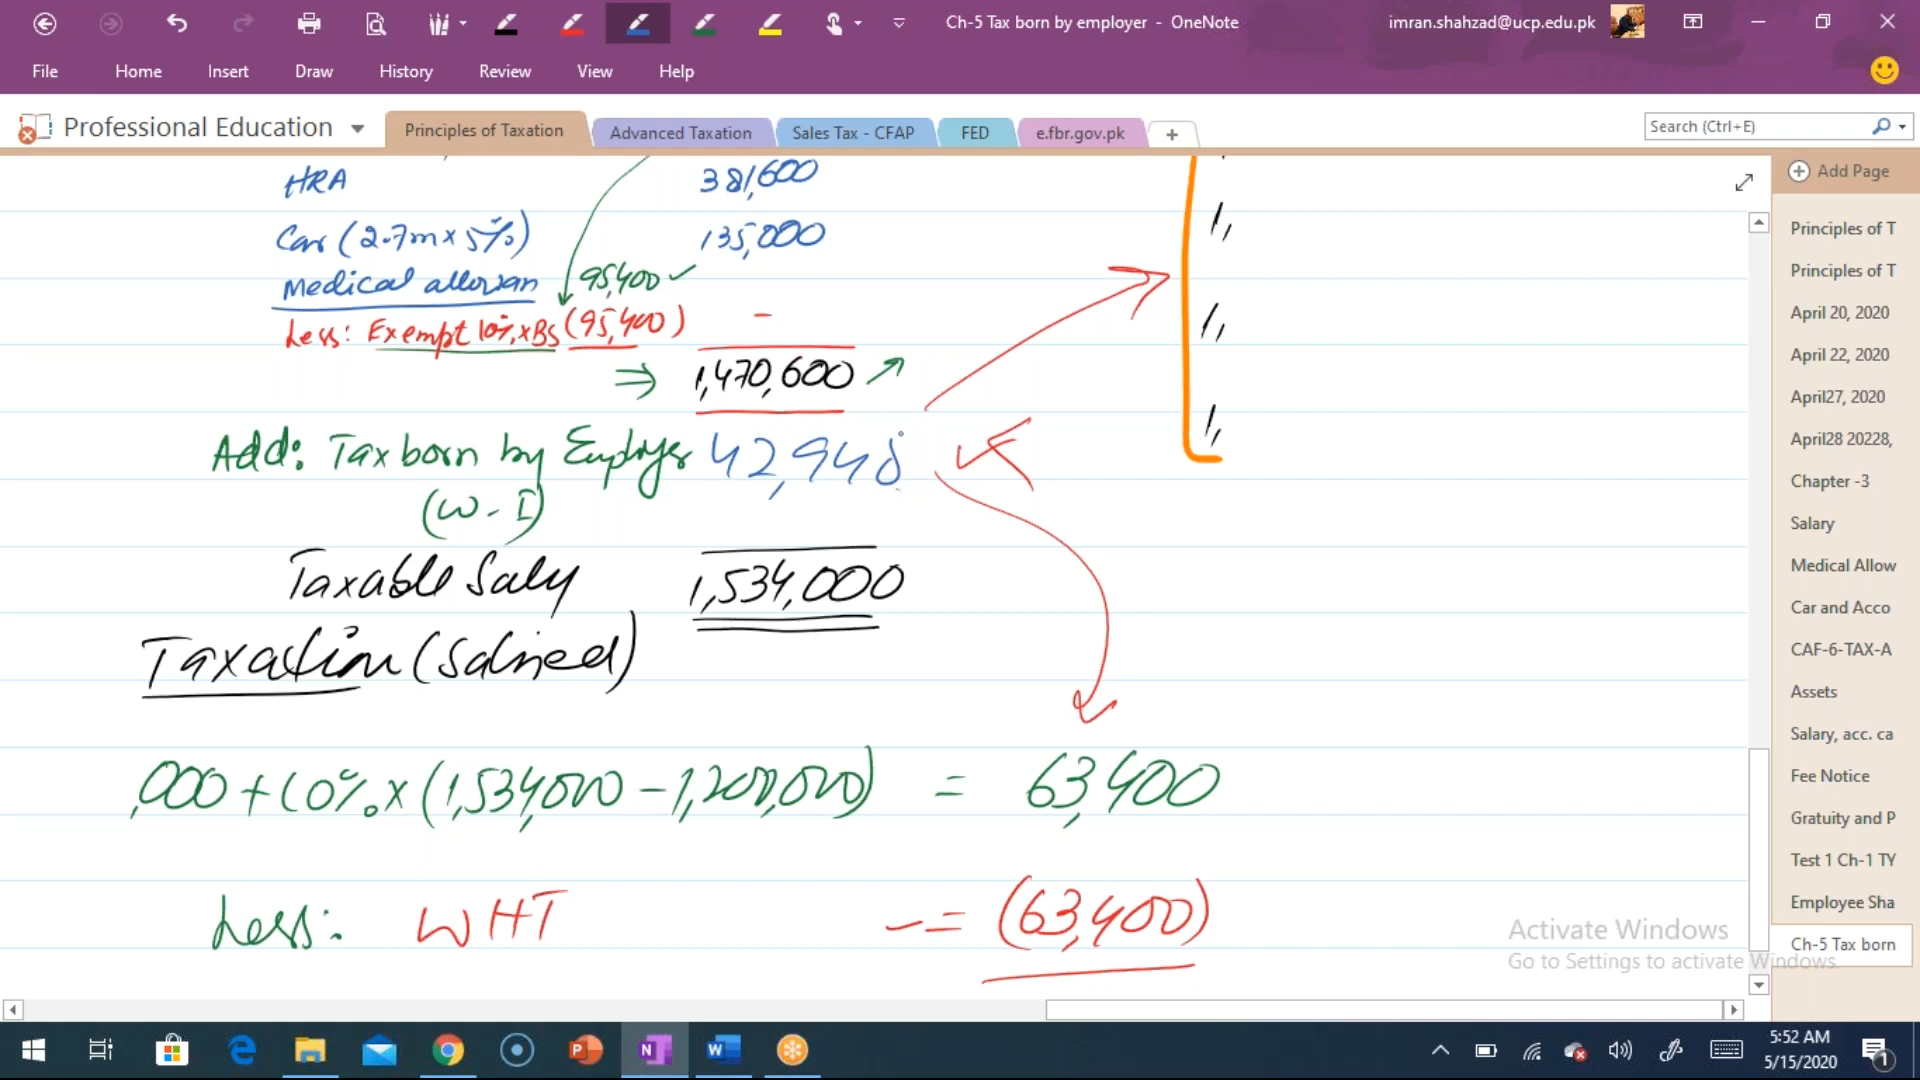 Ch-5 Tax born by employer - OneNote
imran.shahzad@ucp.edu.pk
File Home Insert Draw History Review View Help
Professional Education
Principles of Taxation
Advanced Taxation
Sales Tax - CFAP
FED
e.fbr.gov.pk
+
Search (Ctrl+E)
Add Page
Principles of T
Principles of T
April 20, 2020
April 22, 2020
April27, 2020
April28 20228,
Chapter -3
Salary
Medical Allow
Car and Acco
CAF-6-TAX-A
Assets
Salary, acc. ca
Fee Notice
Gratuity and P
Test 1 Ch-1 TY
Employee Sha
Ch-5 Tax born
HRA 381,600
Car (2.7m x 5%) 135,000
Medical 95,400
Less: Exempt 10% x BS (95,400) -
⇒ 1,470,600
Add: Tax born by 42,948
(W-I)
Taxable 1,534,000
Taxation
,000 + 10% x (1,534,000 - 1,200,000) = 63,400
Less: WHT = (63,400)
Activate Windows
Go to Settings to activate Windows.
5:52 AM
5/15/2020
1